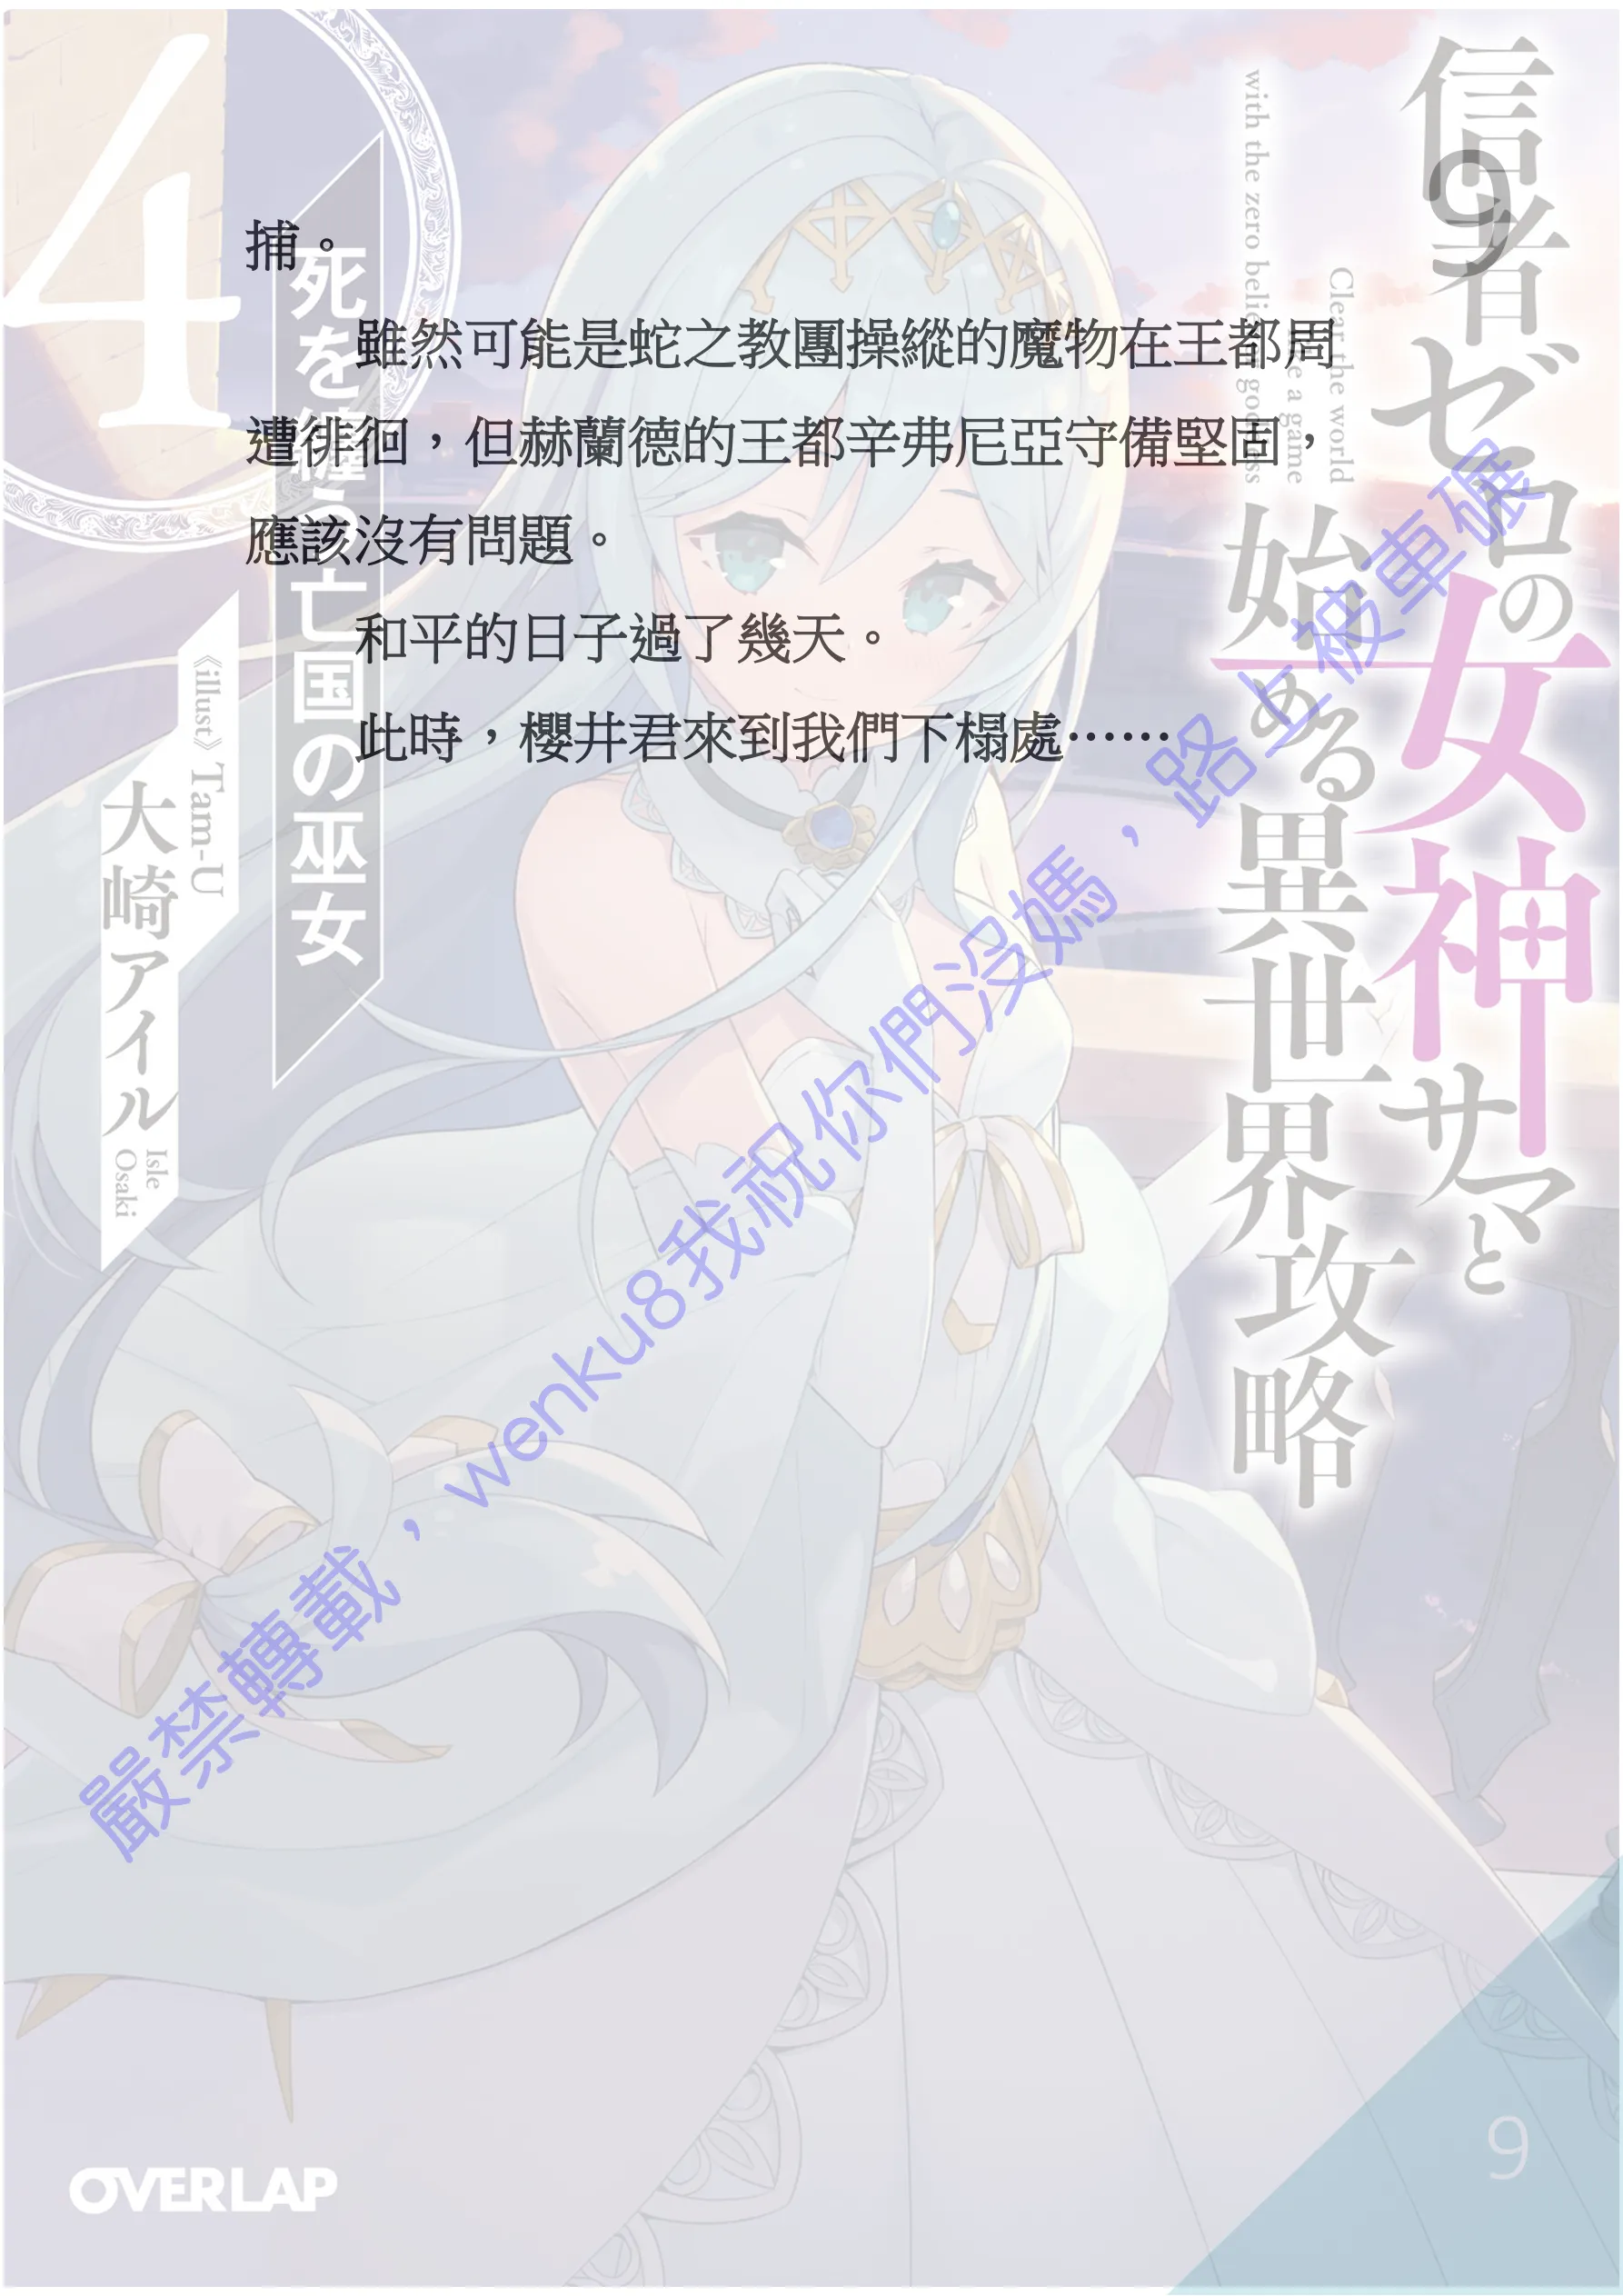 捕。
雖然可能是蛇之教團操縱的魔物在王都周
遭徘徊，但赫蘭德的王都辛弗尼亞守備堅固，
應該沒有問題。
和平的日子過了幾天。
此時，櫻井君來到我們下榻處……
9
信者ゼロの女神サマと
始める異世界攻略
Clear the world
a game
with the zero believer goddess
4
死を纏う亡国の巫女
《illust》Tam-U
大崎アイル
Isle
Osaki
嚴禁轉載，wenku8我祝你們沒媽，路上被車碾
OVERLAP
9